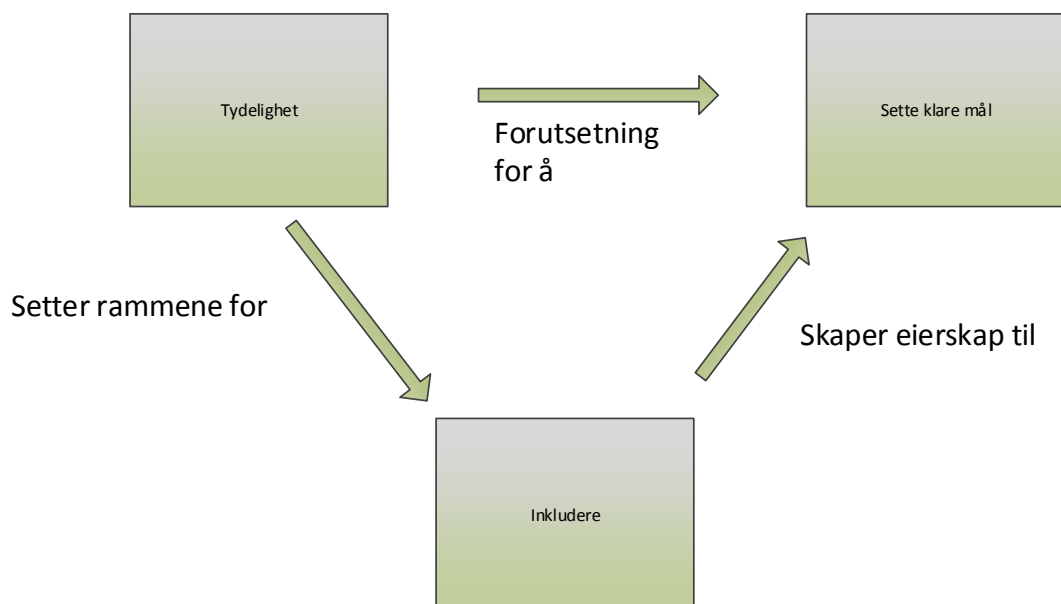 Tydelighet
Sette klare mål
Forutsetning
for å
Setter rammene for
Skaper eierskap til
Inkludere